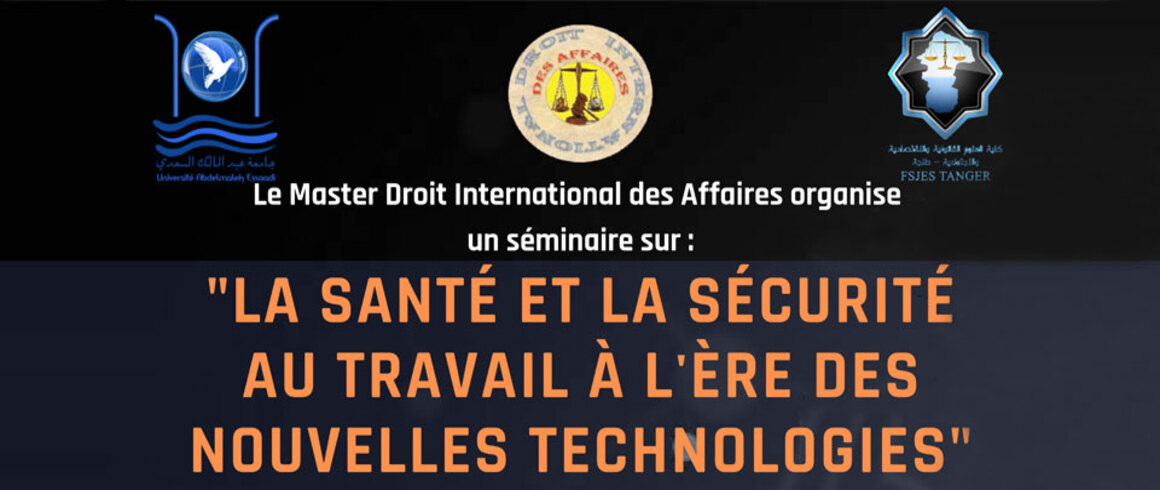 جامعة عبد المالك السعدي
Université Abdelmalek Essaadi
DROIT INTERNATIONAL
DES AFFAIRES
كلية العلوم القانونية والاقتصادية
والاجتماعية - طنجة
FSJES TANGER
Le Master Droit International des Affaires organise
un séminaire sur :
"LA SANTÉ ET LA SÉCURITÉ
AU TRAVAIL À L'ÈRE DES
NOUVELLES TECHNOLOGIES"